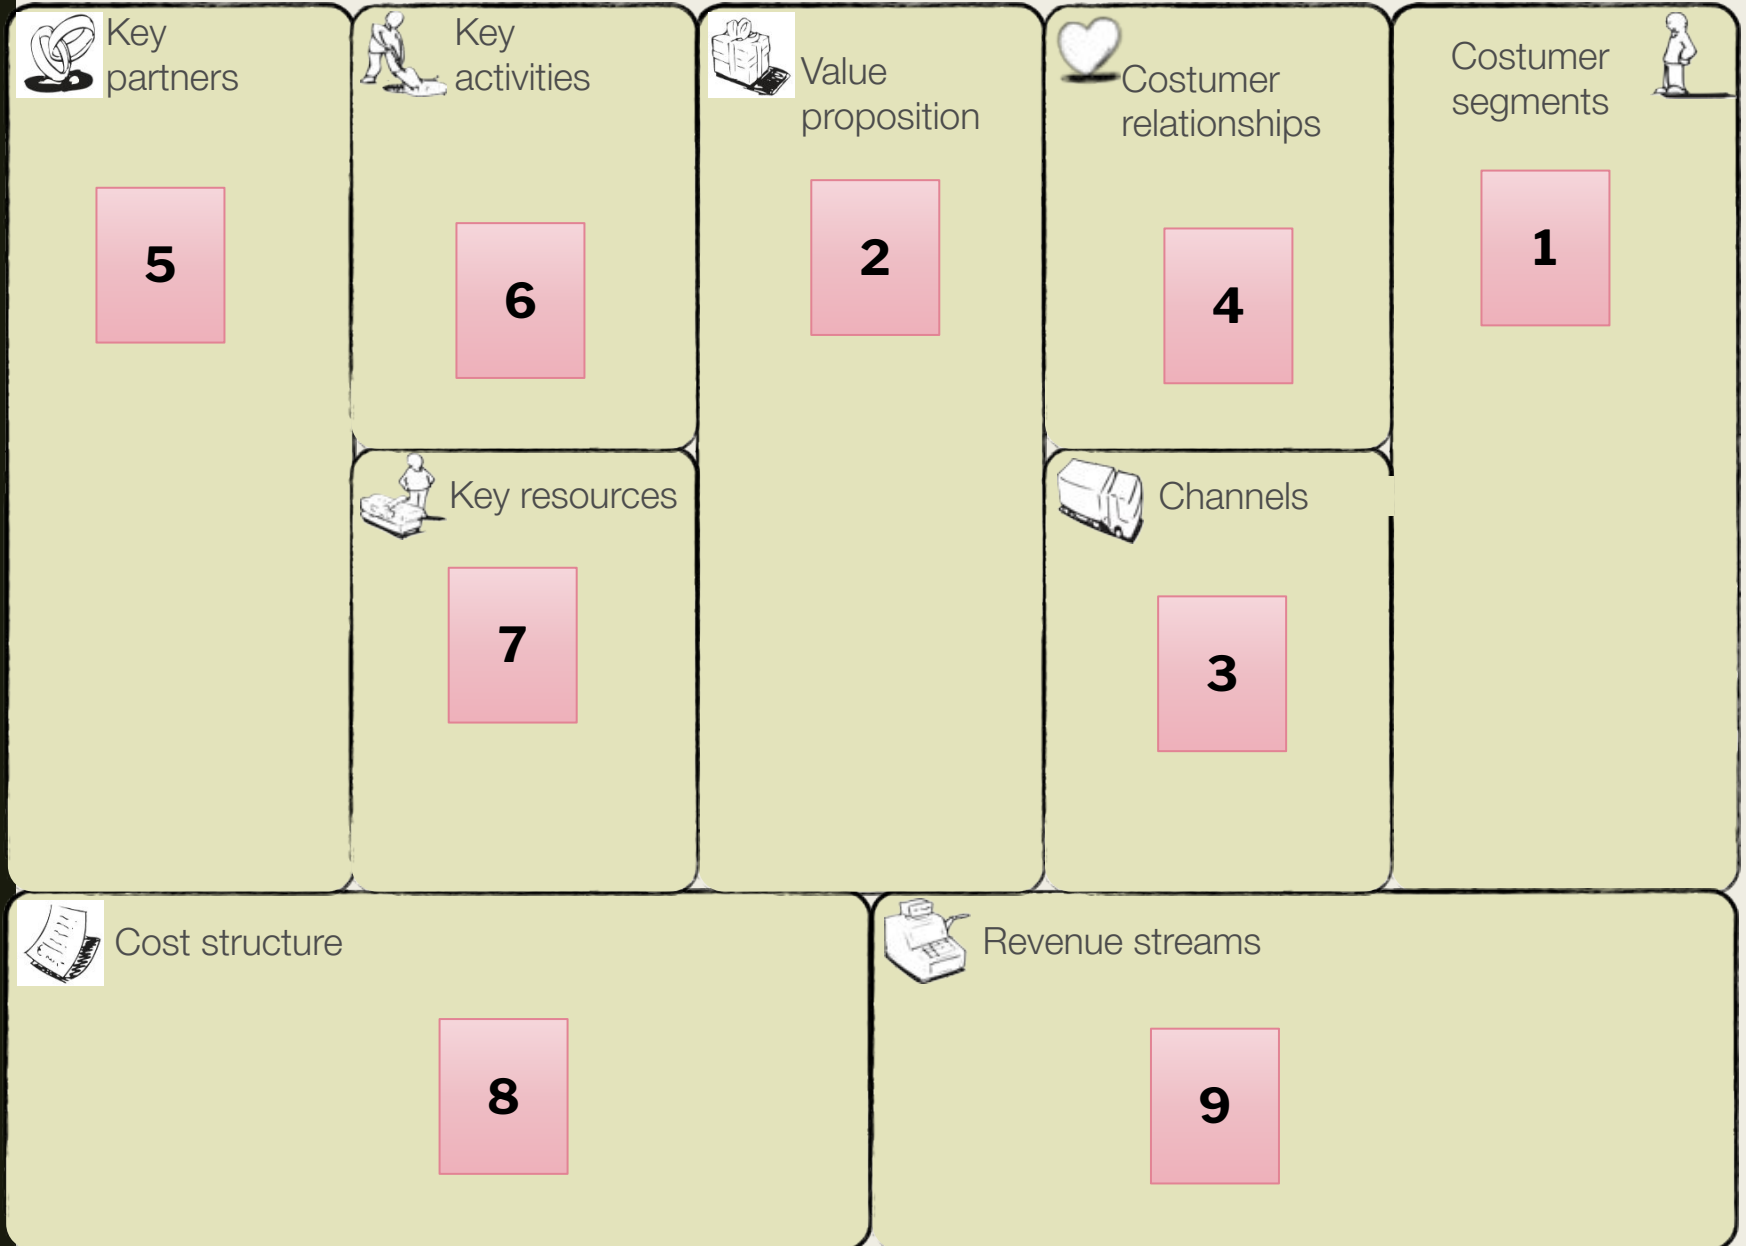 Key
partners
5
Key
activities
6
Key resources
7
Value
proposition
2
Costumer
relationships
4
Channels
3
Costumer
segments
1
Cost structure
8
Revenue streams
9